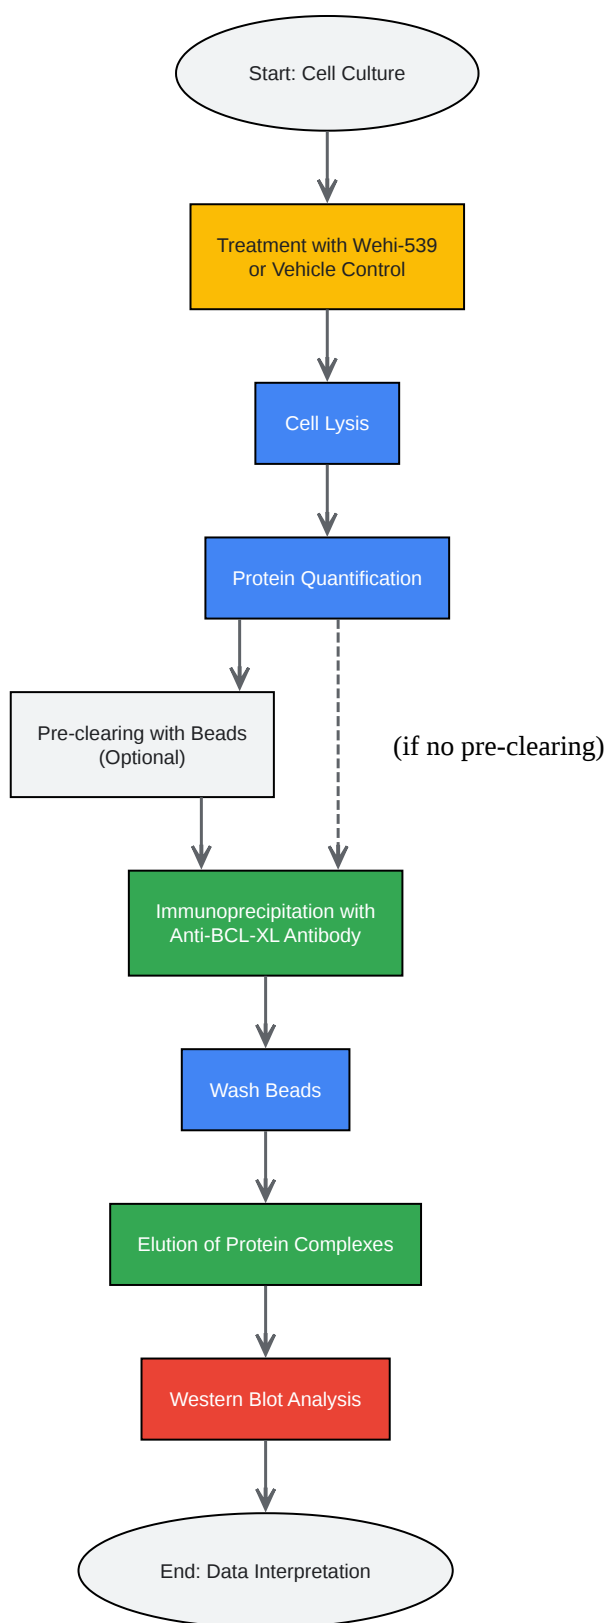 Start: Cell Culture
Treatment with Wehi-539
or Vehicle Control
Cell Lysis
Protein Quantification
Pre-clearing with Beads
(Optional)
(if no pre-clearing)
Immunoprecipitation with
Anti-BCL-XL Antibody
Wash Beads
Elution of Protein Complexes
Western Blot Analysis
End: Data Interpretation